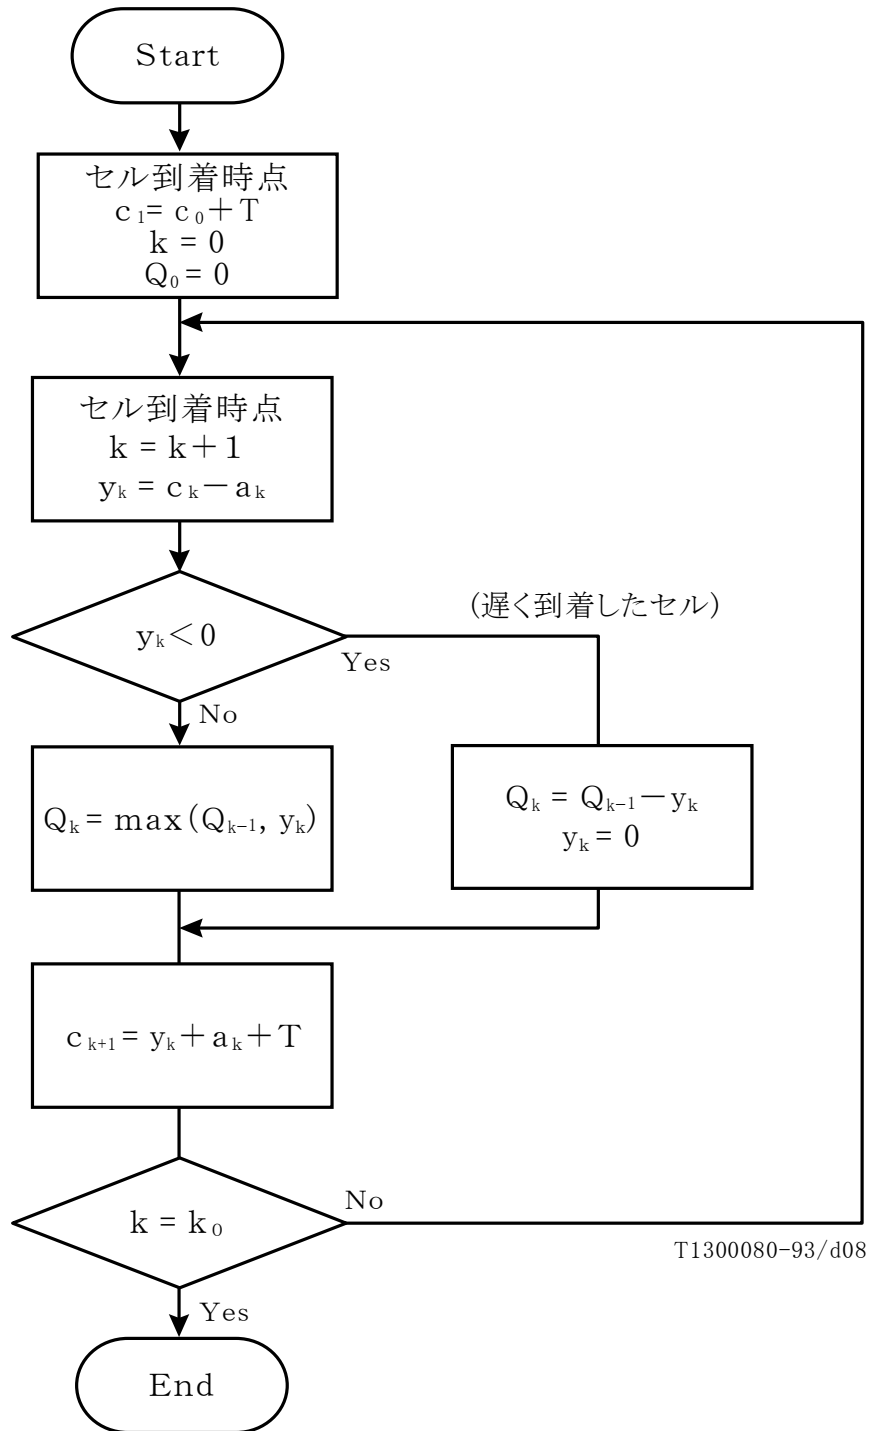 Start
セル到着時点
c₁= c₀＋T
k = 0
Q₀= 0
セル到着時点
k = k＋1
yₖ = cₖ－aₖ
yₖ＜0
(遅く到着したセル)
Yes
No
Qₖ= max(Qₖ₋₁, yₖ)
Qₖ = Qₖ₋₁－yₖ
yₖ= 0
cₖ₊₁= yₖ＋aₖ＋T
k = k₀
No
T1300080-93/d08
Yes
End